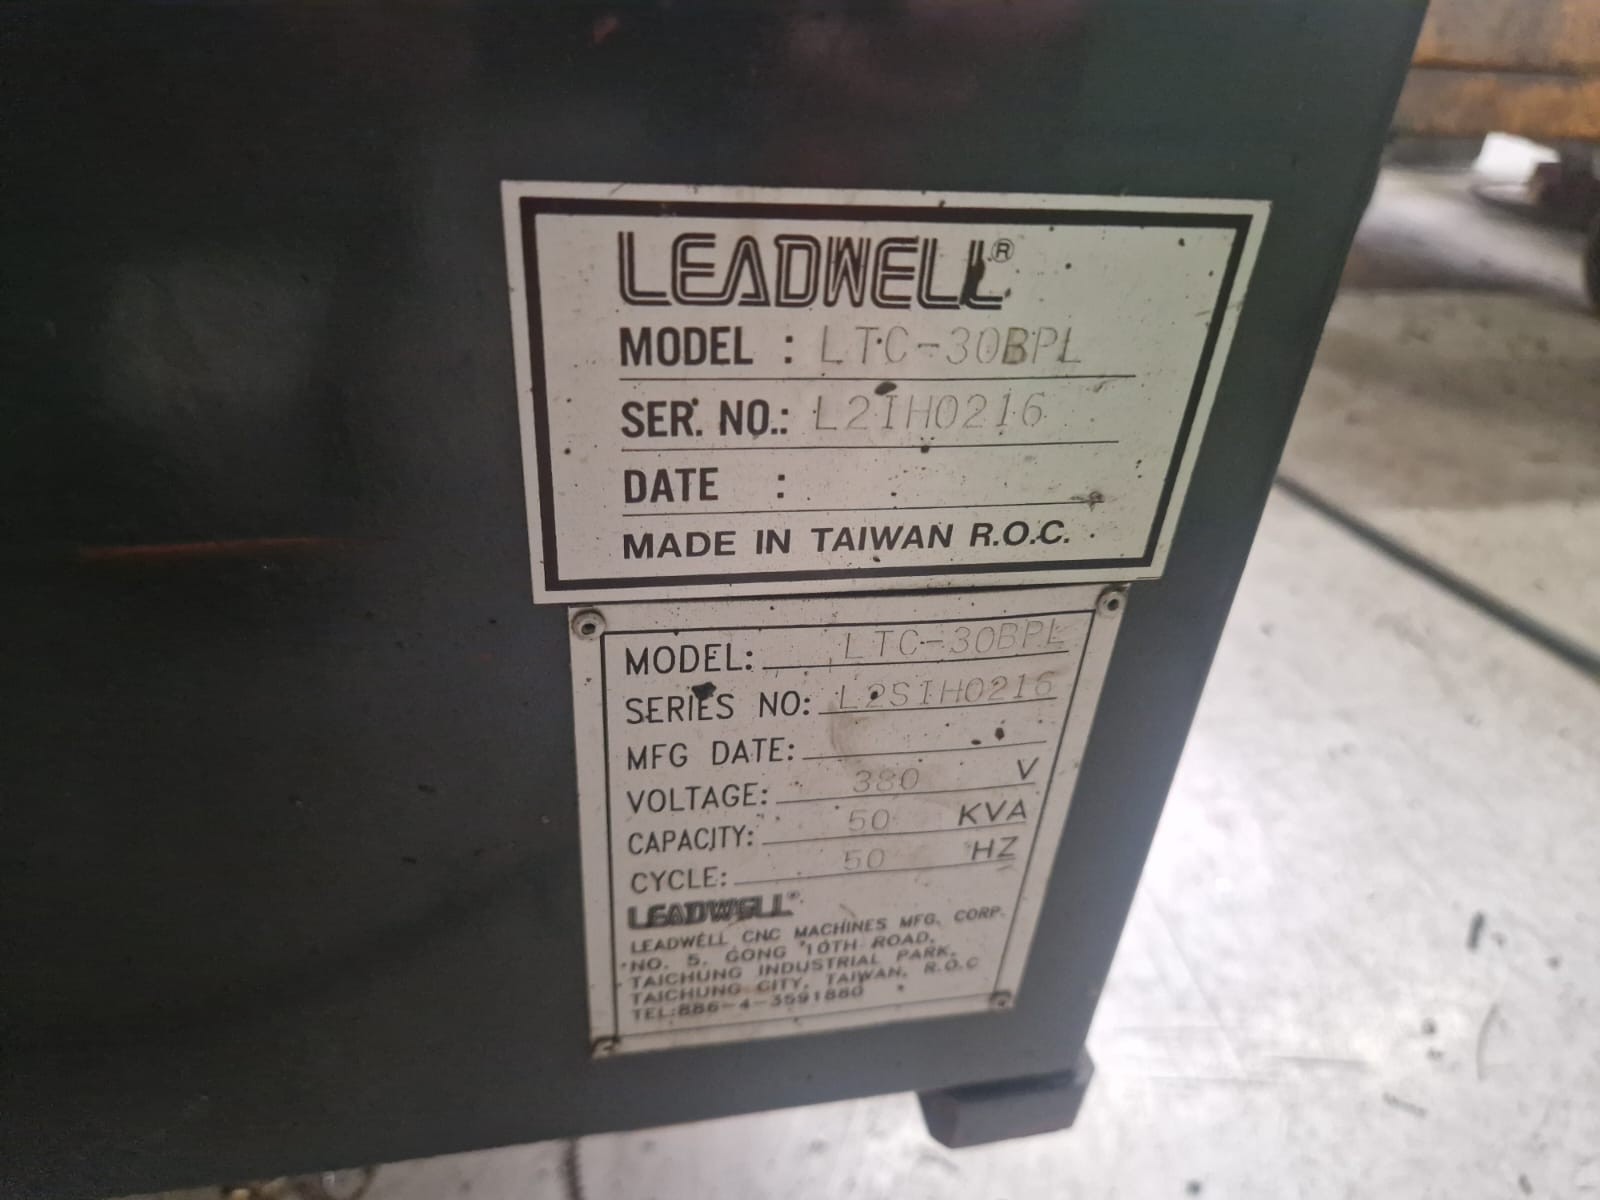 LEADWELL®
MODEL : LTC-30BPL
SER. NO.: L2IH0216
DATE :
MADE IN TAIWAN R.O.C.
MODEL: LTC-30BPL
SERIES NO: L2SIH0216
MFG DATE:
VOLTAGE: 380 V
CAPACITY: 50 KVA
CYCLE: 50 HZ
LEADWELL®
LEADWELL CNC MACHINES MFG. CORP.
NO. 5, GONG 10TH ROAD,
TAICHUNG INDUSTRIAL PARK,
TAICHUNG CITY, TAIWAN, R.O.C
TEL:886-4-3591880